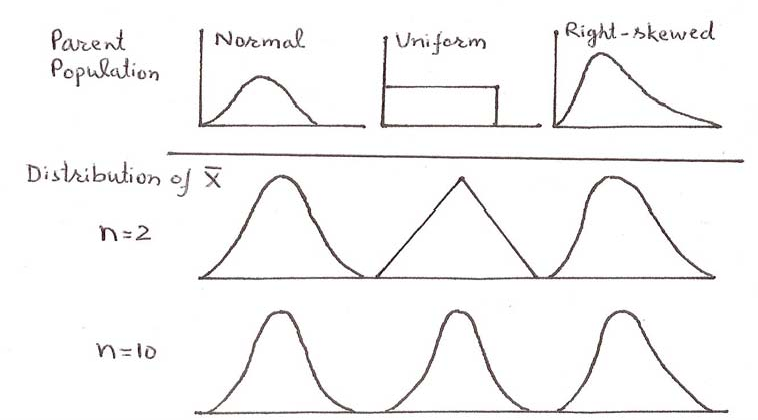 Parent
Population
Normal
Uniform
Right-skewed
Distribution of X̅
n=2
n=10